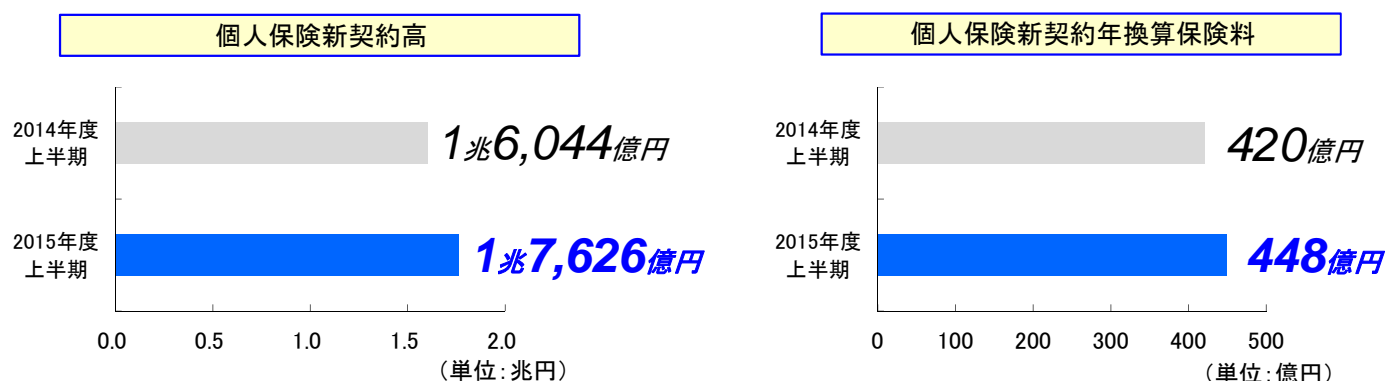 個人保険新契約高
2014年度
上半期
1兆6,044億円
2015年度
上半期
1兆7,626億円
0.0 0.5 1.0 1.5 2.0
（単位：兆円）
個人保険新契約年換算保険料
2014年度
上半期
420億円
2015年度
上半期
448億円
0 100 200 300 400 500
（単位：億円）